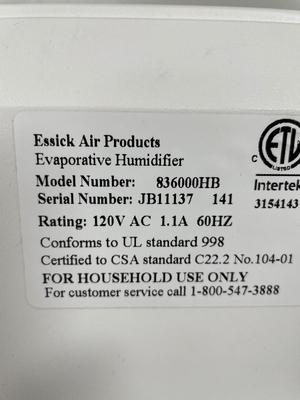 Essick Air Products
Evaporative Humidifier
Model Number: 836000HB
Serial Number: JB11137 141
Rating: 120V AC 1.1A 60HZ
Conforms to UL standard 998
Certified to CSA standard C22.2 No.104-01
FOR HOUSEHOLD USE ONLY
For customer service call 1-800-547-3888
C
ETL
LISTED
Intertek
3154143